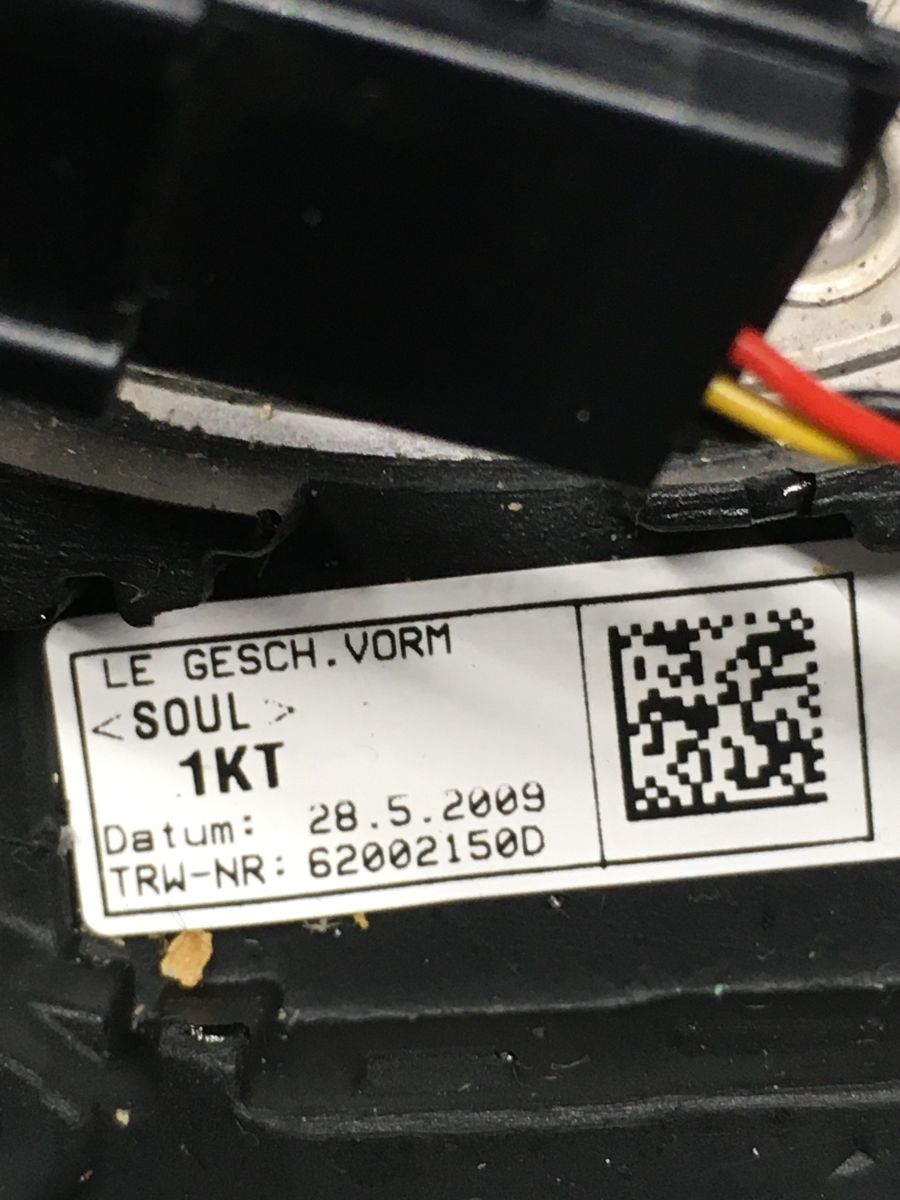 LE GESCH.VORM
<SOUL>
1KT
Datum: 28.5.2009
TRW-NR: 62002150D